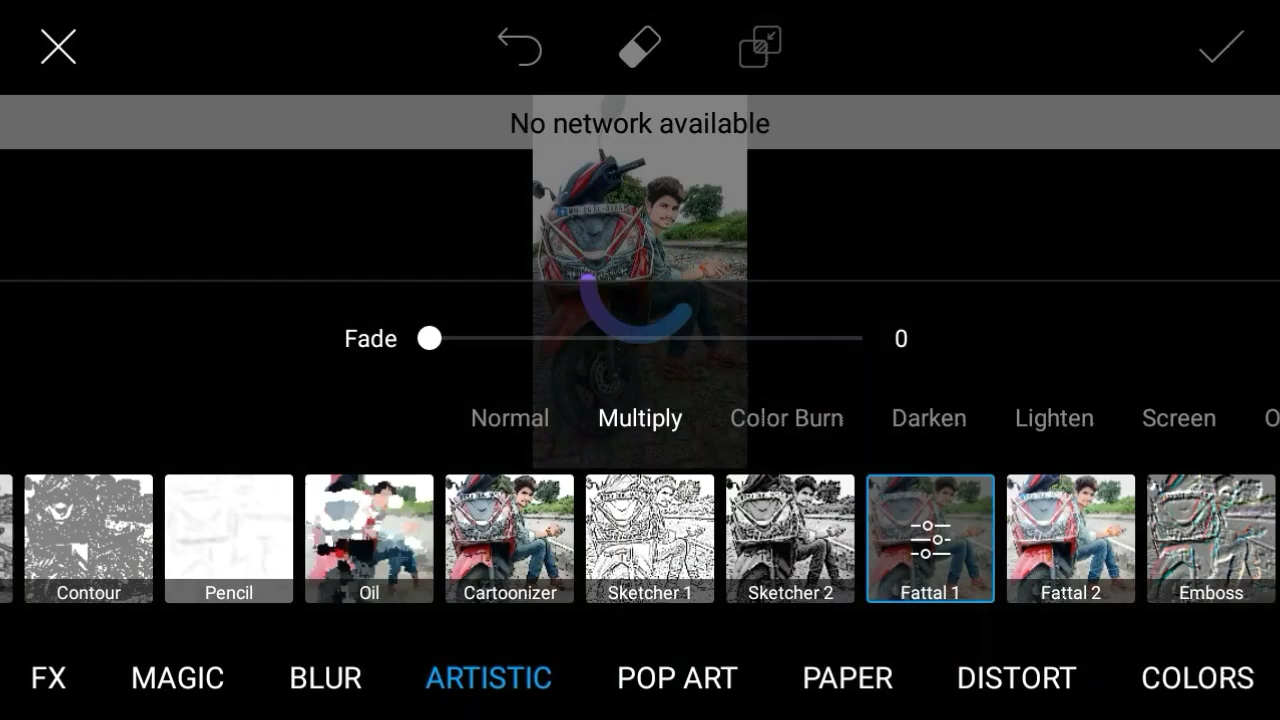 No network available
Fade 0
Normal Multiply Color Burn Darken Lighten Screen O
Contour Pencil Oil Cartoonizer Sketcher 1 Sketcher 2 Fattal 1 Fattal 2 Emboss
FX MAGIC BLUR ARTISTIC POP ART PAPER DISTORT COLORS